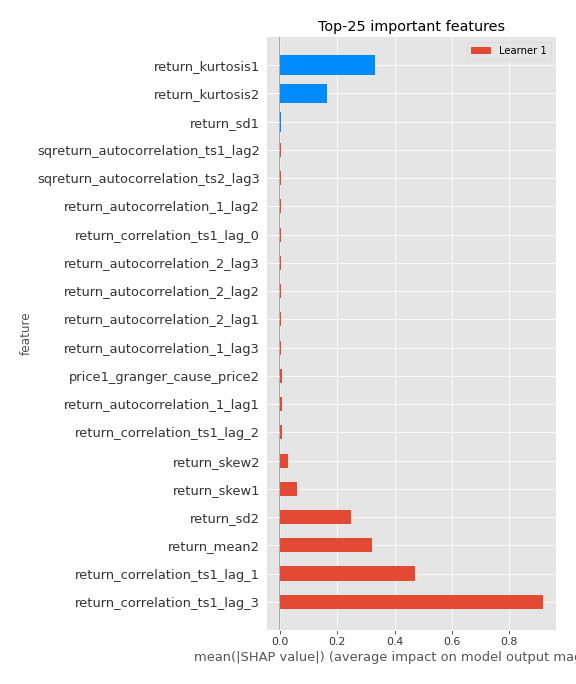 Top-25 important features
Learner 1
return_kurtosis1
return_kurtosis2
return_sd1
sqreturn_autocorrelation_ts1_lag2
sqreturn_autocorrelation_ts2_lag3
return_autocorrelation_1_lag2
return_correlation_ts1_lag_0
return_autocorrelation_2_lag3
return_autocorrelation_2_lag2
return_autocorrelation_2_lag1
return_autocorrelation_1_lag3
price1_granger_cause_price2
return_autocorrelation_1_lag1
return_correlation_ts1_lag_2
return_skew2
return_skew1
return_sd2
return_mean2
return_correlation_ts1_lag_1
return_correlation_ts1_lag_3
feature
0.0 0.2 0.4 0.6 0.8
mean(|SHAP value|) (average impact on model output mag